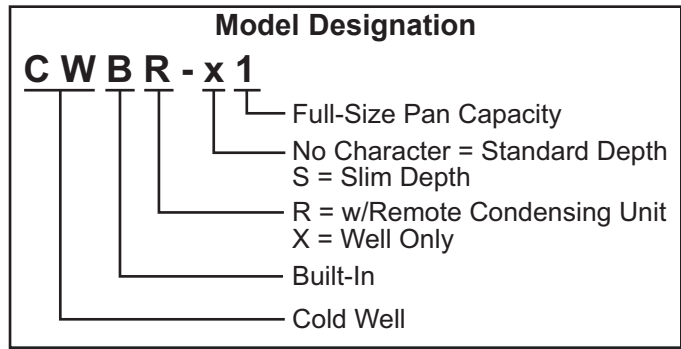 Model Designation
C W B R - x 1
Full-Size Pan Capacity
No Character = Standard Depth
S = Slim Depth
R = w/Remote Condensing Unit
X = Well Only
Built-In
Cold Well